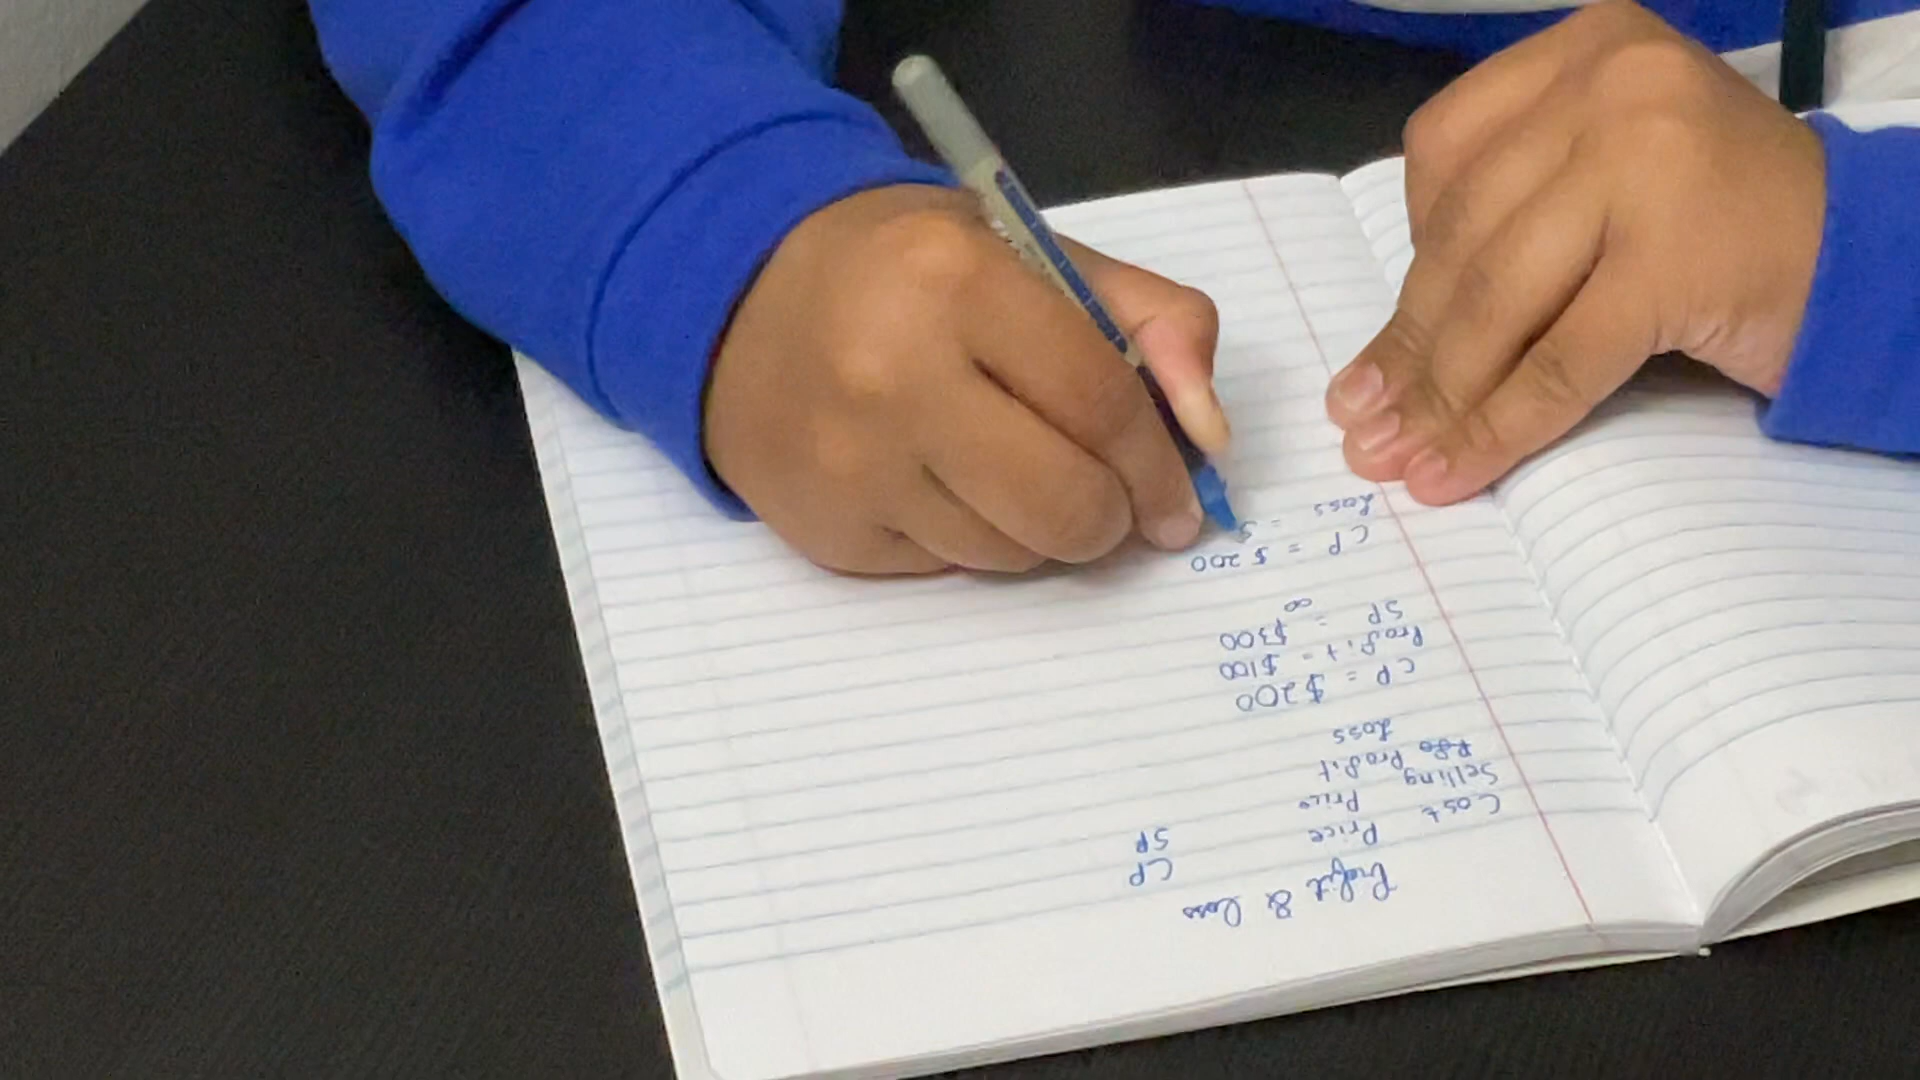 Profit & loss
Cost Price CP
Selling Price SP
Profit
Loss
CP = $200
Profit = $100
SP = $300
CP = $200
Loss = $